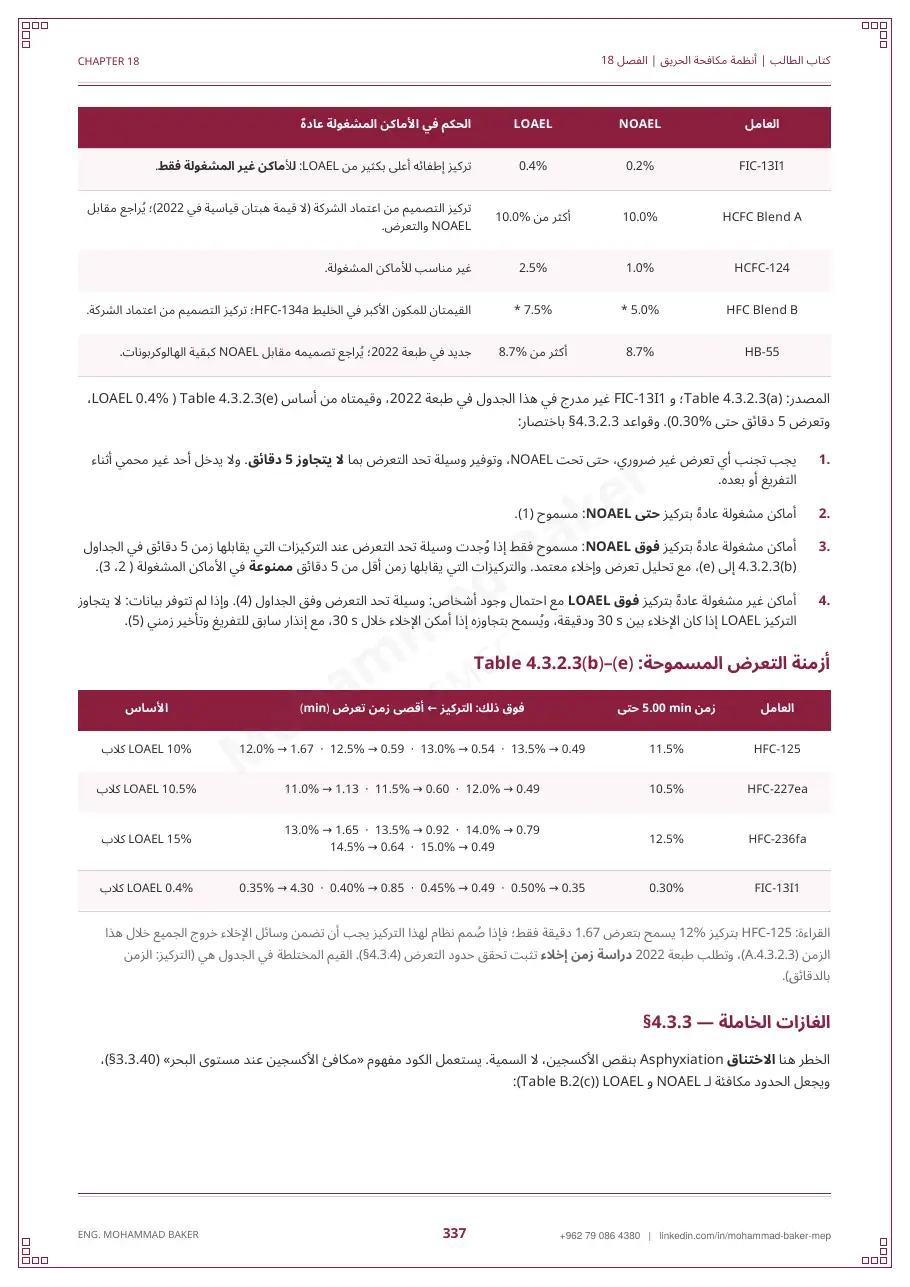 كتاب الطالب | أنظمة مكافحة الحريق | الفصل 18
CHAPTER 18
العامل NOAEL LOAEL الحكم في الأماكن المشغولة عادةً
FIC-13I1 0.2% 0.4% تركيز إطفائه أعلى بكثير من LOAEL: للأماكن غير المشغولة فقط.
HCFC Blend A 10.0% أكثر من 10.0% تركيز التصميم من اعتماد الشركة (لا قيمة هبتان قياسية في 2022)؛ يُراجع مقابل
NOAEL والتعرض.
HCFC-124 1.0% 2.5% غير مناسب للأماكن المشغولة.
HFC Blend B 5.0% * 7.5% * القيمتان للمكون الأكبر في الخليط HFC-134a؛ تركيز التصميم من اعتماد الشركة.
HB-55 8.7% أكثر من 8.7% جديد في طبعة 2022؛ يُراجع تصميمه مقابل NOAEL كبقية الهالوكربونات.
المصدر: Table 4.3.2.3(a)؛ و FIC-13I1 غير مدرج في هذا الجدول في طبعة 2022، وقيمتاه من أساس Table 4.3.2.3(e) ( LOAEL 0.4%،
وتعرض 5 دقائق حتى 0.30%). وقواعد §4.3.2.3 باختصار:
1. يجب تجنب أي تعرض غير ضروري، حتى تحت NOAEL، وتوفير وسيلة تحد التعرض بما لا يتجاوز 5 دقائق. ولا يدخل أحد غير محمي أثناء
التفريغ أو بعده.
2. أماكن مشغولة عادةً بتركيز حتى NOAEL: مسموح (1).
3. أماكن مشغولة عادةً بتركيز فوق NOAEL: مسموح فقط إذا وُجدت وسيلة تحد التعرض عند التركيزات التي يقابلها زمن 5 دقائق في الجداول
4.3.2.3(b) إلى (e)، مع تحليل تعرض وإخلاء معتمد. والتركيزات التي يقابلها زمن أقل من 5 دقائق ممنوعة في الأماكن المشغولة ( 2، 3).
4. أماكن غير مشغولة عادةً بتركيز فوق LOAEL مع احتمال وجود أشخاص: وسيلة تحد التعرض وفق الجداول (4). وإذا لم تتوفر بيانات: لا يتجاوز
التركيز LOAEL إذا كان الإخلاء بين 30 s ودقيقة، ويُسمح بتجاوزه إذا أمكن الإخلاء خلال 30 s، مع إنذار سابق للتفريغ وتأخير زمني (5).
أزمنة التعرض المسموحة: Table 4.3.2.3(b)–(e)
العامل زمن 5.00 min حتى فوق ذلك: التركيز ← أقصى زمن تعرض (min) الأساس
HFC-125 11.5% 12.0% → 1.67 · 12.5% → 0.59 · 13.0% → 0.54 · 13.5% → 0.49 LOAEL 10% كلاب
HFC-227ea 10.5% 11.0% → 1.13 · 11.5% → 0.60 · 12.0% → 0.49 LOAEL 10.5% كلاب
HFC-236fa 12.5% 13.0% → 1.65 · 13.5% → 0.92 · 14.0% → 0.79
14.5% → 0.64 · 15.0% → 0.49 LOAEL 15% كلاب
FIC-13I1 0.30% 0.35% → 4.30 · 0.40% → 0.85 · 0.45% → 0.49 · 0.50% → 0.35 LOAEL 0.4% كلاب
القراءة: HFC-125 بتركيز 12% يسمح بتعرض 1.67 دقيقة فقط؛ فإذا صُمم نظام لهذا التركيز يجب أن تضمن وسائل الإخلاء خروج الجميع خلال هذا
الزمن (A.4.3.2.3)، وتطلب طبعة 2022 دراسة زمن إخلاء تثبت تحقق حدود التعرض (§4.3.4). القيم المختلطة في الجدول هي (التركيز: الزمن
بالدقائق).
الغازات الخاملة — §4.3.3
الخطر هنا الاختناق Asphyxiation بنقص الأكسجين، لا السمية. يستعمل الكود مفهوم «مكافئ الأكسجين عند مستوى البحر» (§3.3.40)،
ويجعل الحدود مكافئة لـ NOAEL و LOAEL (Table B.2(c)):
Mohammad Baker
ENG. MOHAMMAD BAKER
337
+962 79 086 4380 | linkedin.com/in/mohammad-baker-mep